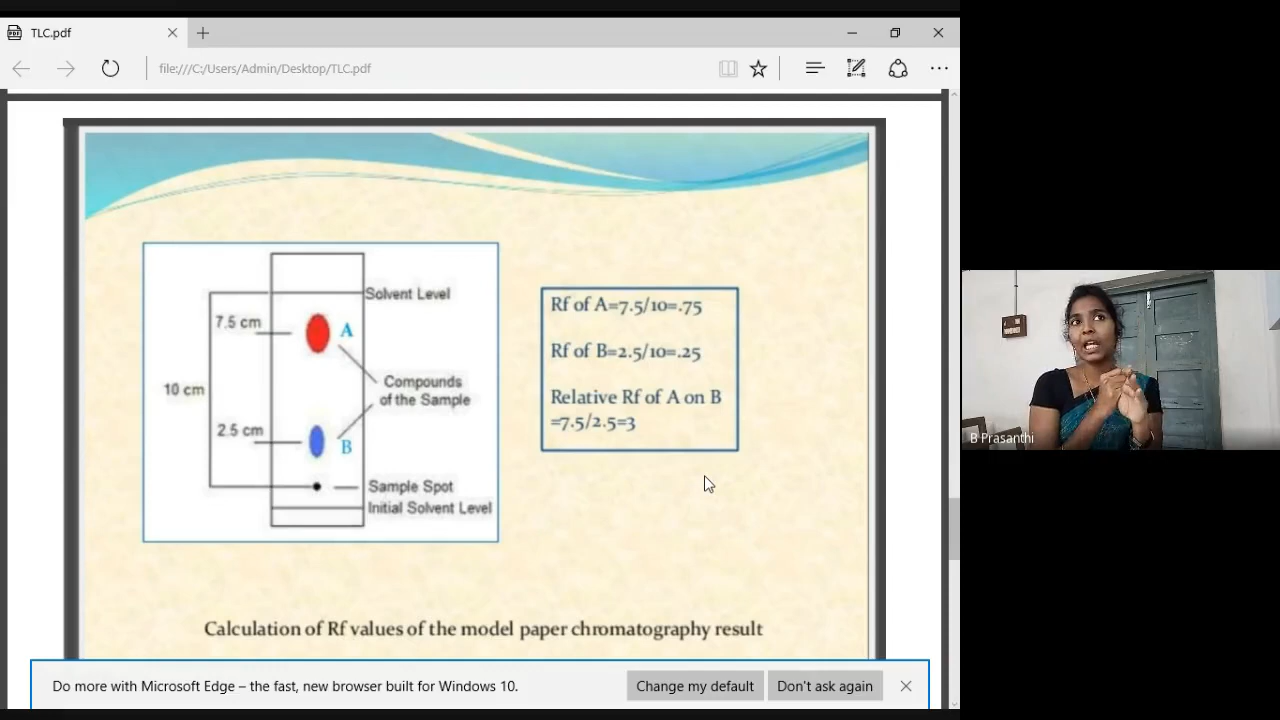 TLC.pdf
file:///C:/Users/Admin/Desktop/TLC.pdf
Solvent Level
7.5 cm
A
Compounds
of the Sample
10 cm
2.5 cm
B
Sample Spot
Initial Solvent Level
Rf of A=7.5/10=.75
Rf of B=2.5/10=.25
Relative Rf of A on B
=7.5/2.5=3
Calculation of Rf values of the model paper chromatography result
B Prasanthi
Do more with Microsoft Edge – the fast, new browser built for Windows 10.
Change my default
Don't ask again